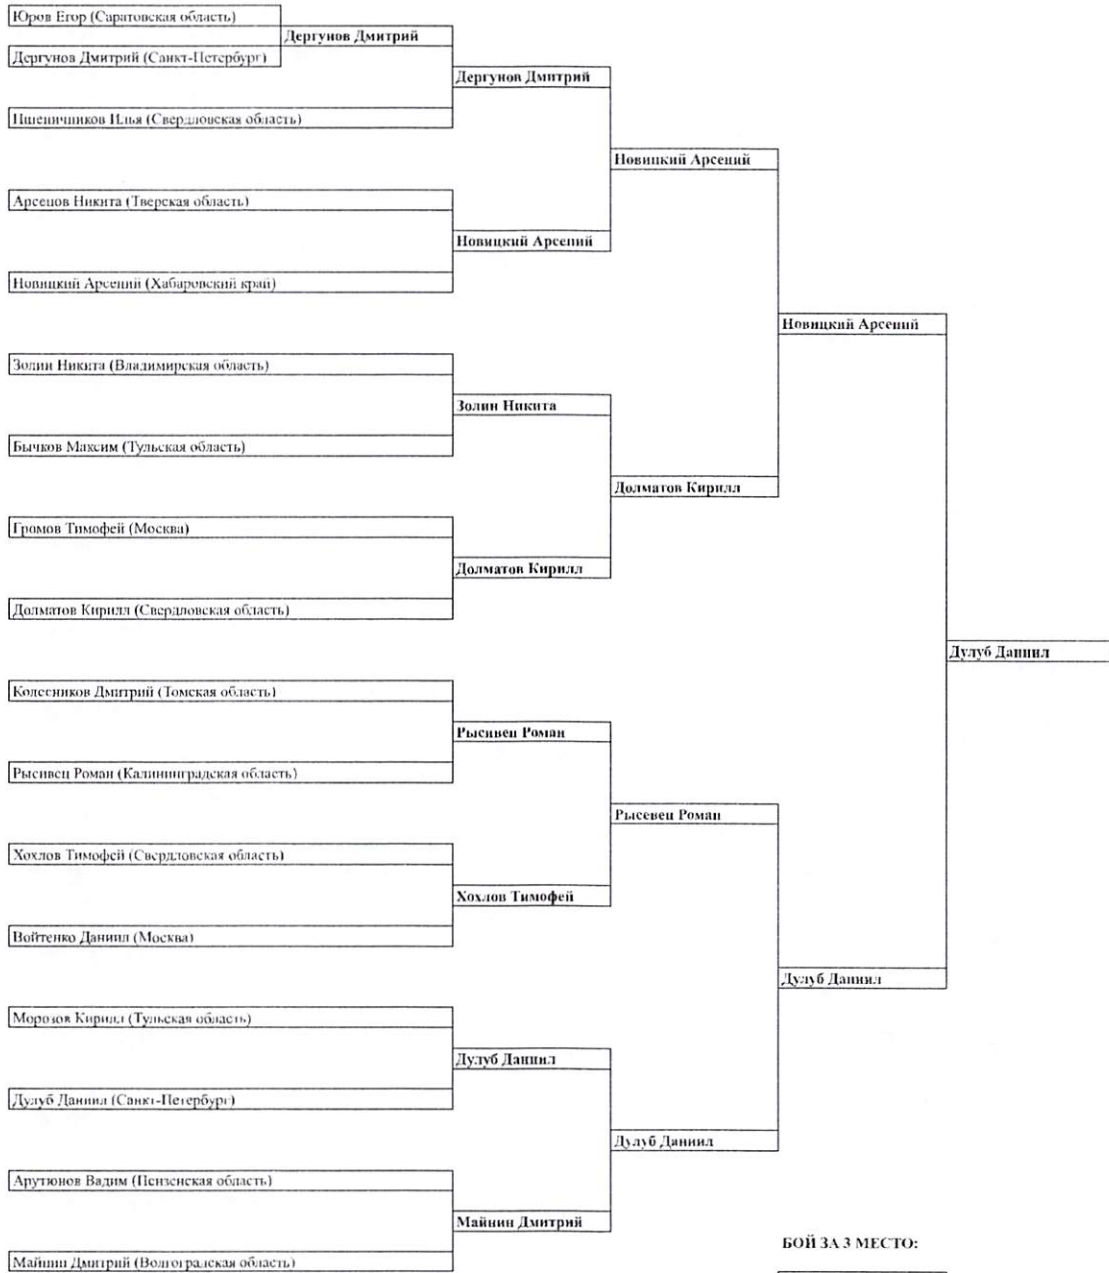 Юров Егор (Саратовская область)
Дергунов Дмитрий
Дергунов Дмитрий (Санкт-Петербург)
Дергунов Дмитрий
Пшеничников Илья (Свердловская область)
Новицкий Арсений
Арсенов Никита (Тверская область)
Новицкий Арсений
Новицкий Арсений (Хабаровский край)
Новицкий Арсений
Золин Никита (Владимирская область)
Золин Никита
Бычков Максим (Тульская область)
Долматов Кирилл
Громов Тимофей (Москва)
Долматов Кирилл
Долматов Кирилл (Свердловская область)
Дулуб Даниил
Колесников Дмитрий (Томская область)
Рысивец Роман
Рысивец Роман (Калининградская область)
Рысевец Роман
Хохлов Тимофей (Свердловская область)
Хохлов Тимофей
Войтенко Даниил (Москва)
Дулуб Даниил
Морозов Кирилл (Тульская область)
Дулуб Даниил
Дулуб Даниил (Санкт-Петербург)
Дулуб Даниил
Арутюнов Вадим (Пензенская область)
Майнин Дмитрий
БОЙ ЗА 3 МЕСТО:
Майнин Дмитрий (Волгоградская область)